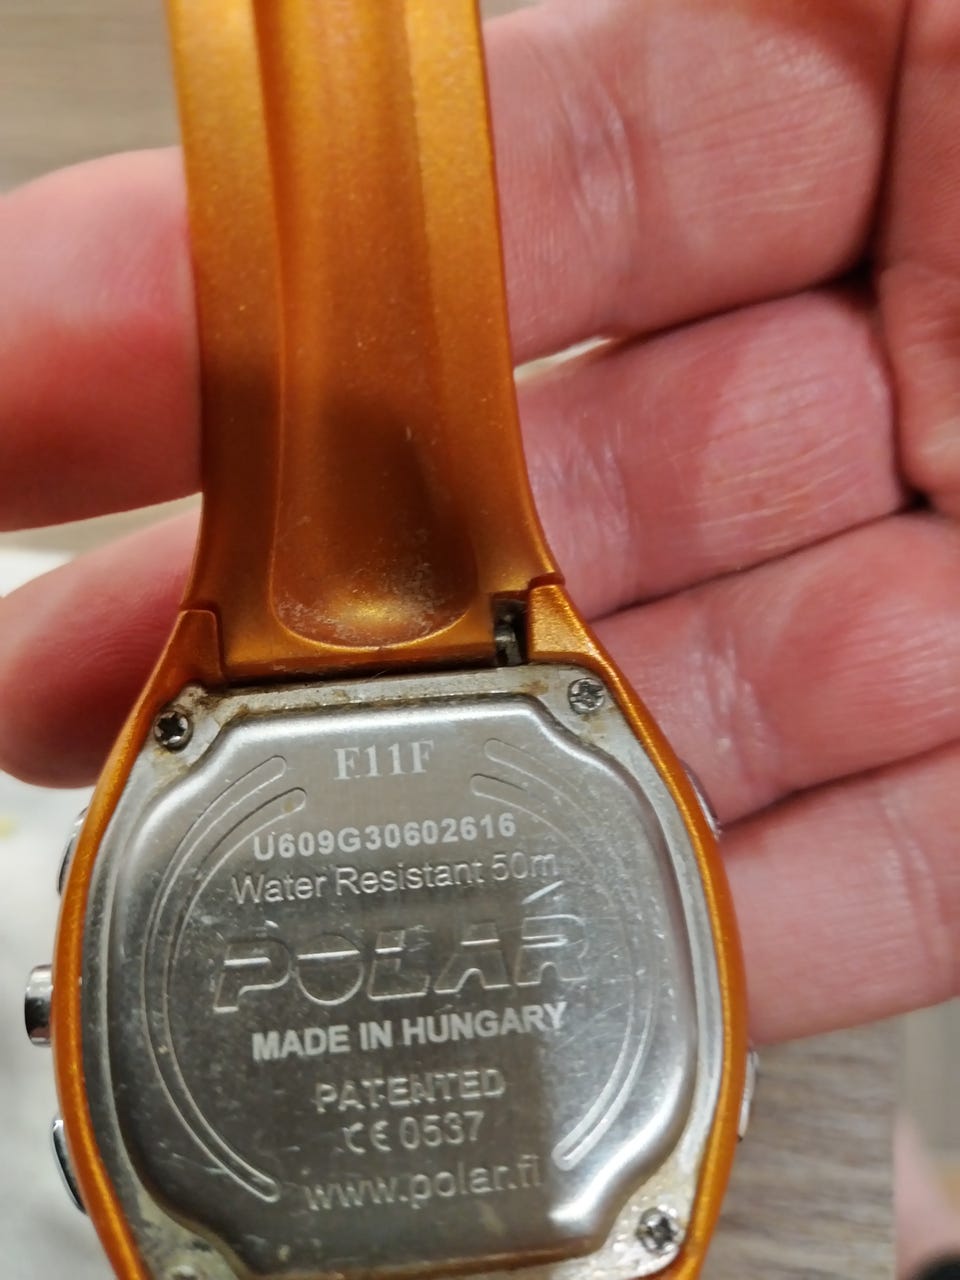 F11F
U609G30602616
Water Resistant 50m
POLAR
MADE IN HUNGARY
PATENTED
CE 0537
www.polar.fi